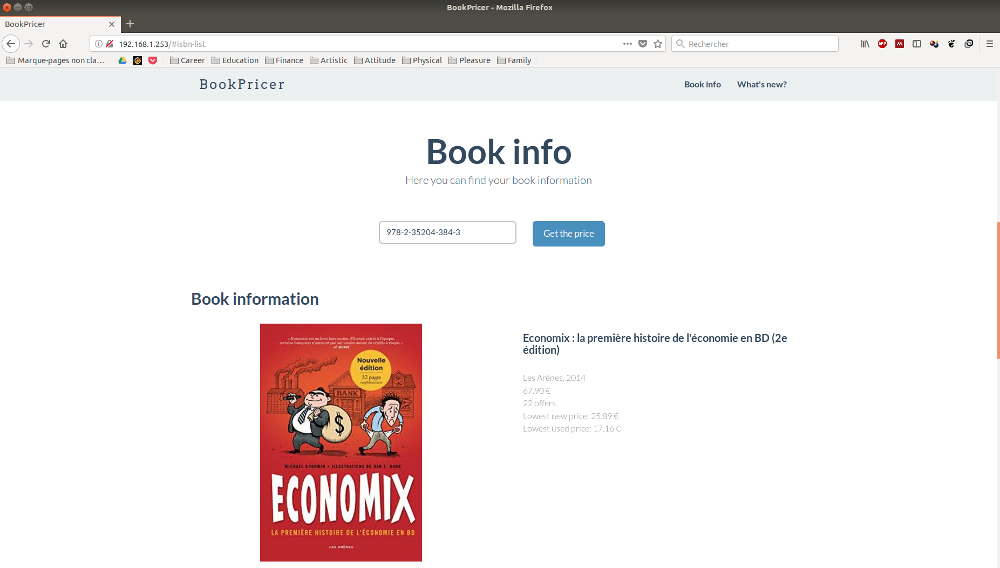 BookPricer - Mozilla Firefox
BookPricer
192.168.1.253/#isbn-list
Rechercher
Marque-pages non cla…
Career
Education
Finance
Artistic
Attitude
Physical
Pleasure
Family
BookPricer
Book info
What's new?
Book info
Here you can find your book information
978-2-35204-384-3
Get the price
Book information
Nouvelle
édition
32 pages
BANK
$
MICHAEL GOODWIN • ILLUSTRATIONS DE DAN E. BURR
ECONOMIX
LA PREMIÈRE HISTOIRE DE L'ÉCONOMIE EN BD
LES ARÈNES
Economix : la première histoire de l'économie en BD (2e
édition)
Les Arènes, 2014
67,90 €
22 offers
Lowest new price: 25,89 €
Lowest used price: 17,16 €